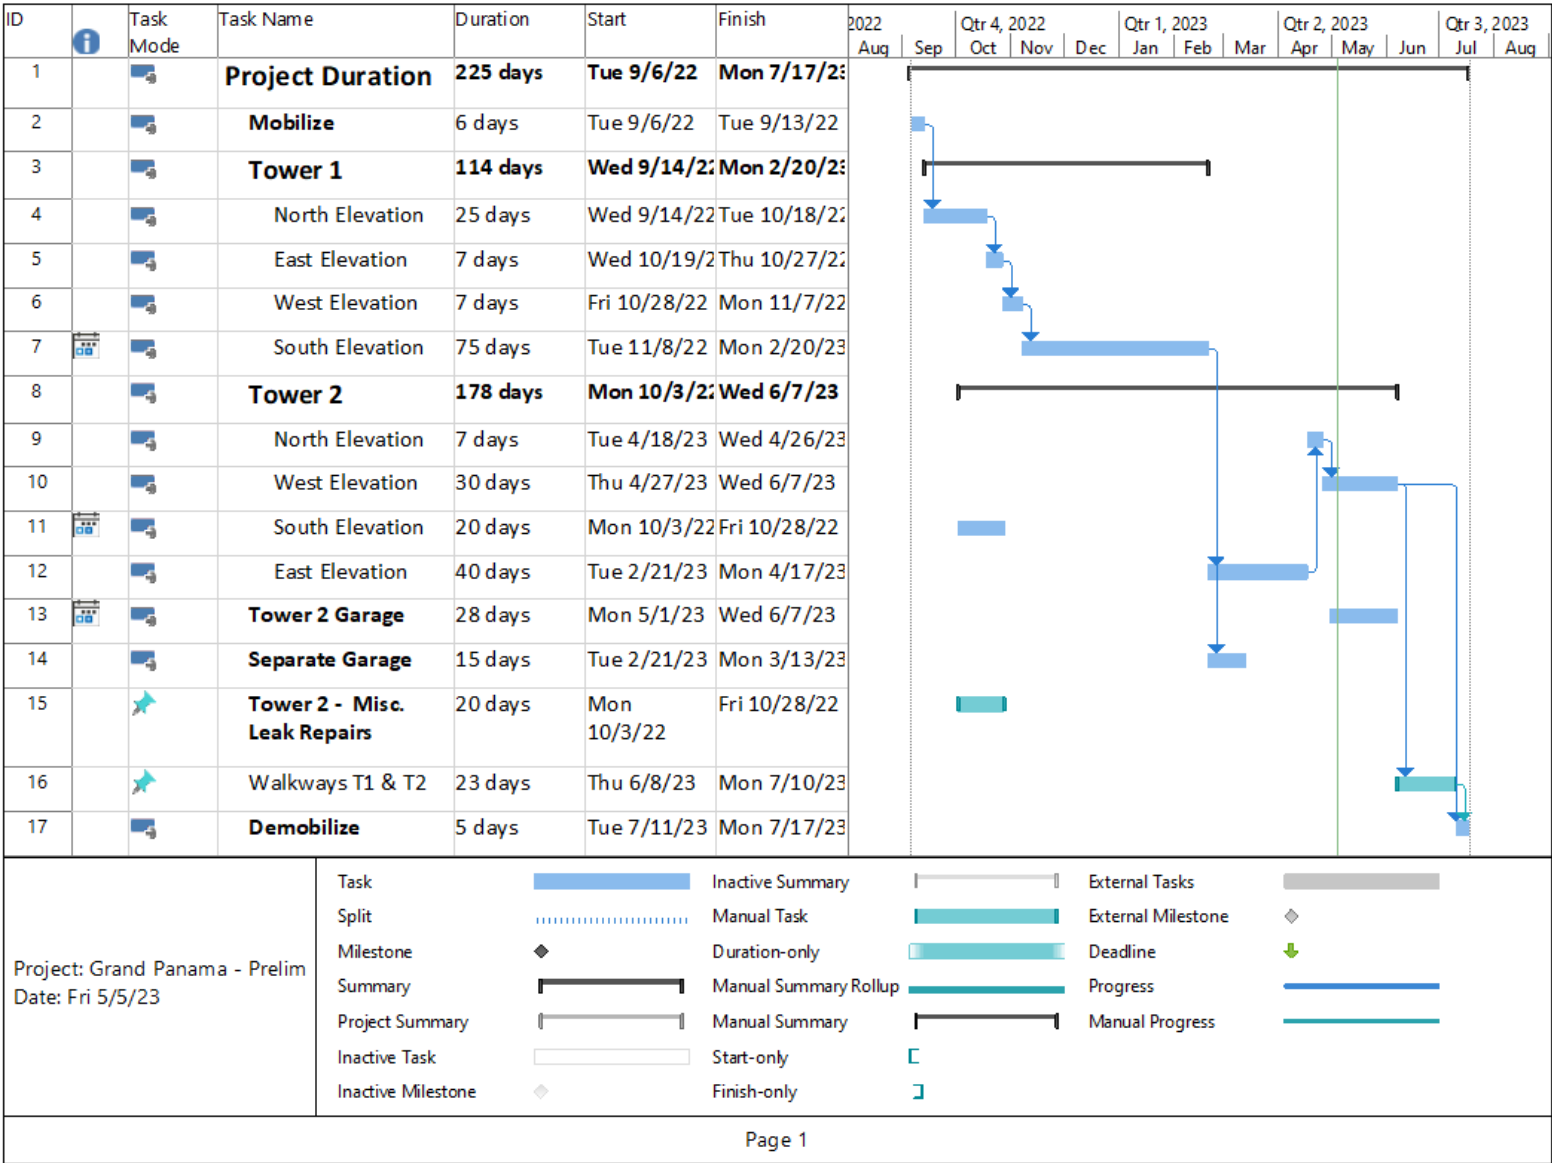 ID Task Mode Task Name Duration Start Finish
2022 Qtr 4, 2022 Qtr 1, 2023 Qtr 2, 2023 Qtr 3, 2023
Aug Sep Oct Nov Dec Jan Feb Mar Apr May Jun Jul Aug
1 Project Duration 225 days Tue 9/6/22 Mon 7/17/23
2 Mobilize 6 days Tue 9/6/22 Tue 9/13/22
3 Tower 1 114 days Wed 9/14/22 Mon 2/20/23
4 North Elevation 25 days Wed 9/14/22 Tue 10/18/22
5 East Elevation 7 days Wed 10/19/2 Thu 10/27/22
6 West Elevation 7 days Fri 10/28/22 Mon 11/7/22
7 South Elevation 75 days Tue 11/8/22 Mon 2/20/23
8 Tower 2 178 days Mon 10/3/22 Wed 6/7/23
9 North Elevation 7 days Tue 4/18/23 Wed 4/26/23
10 West Elevation 30 days Thu 4/27/23 Wed 6/7/23
11 South Elevation 20 days Mon 10/3/22 Fri 10/28/22
12 East Elevation 40 days Tue 2/21/23 Mon 4/17/23
13 Tower 2 Garage 28 days Mon 5/1/23 Wed 6/7/23
14 Separate Garage 15 days Tue 2/21/23 Mon 3/13/23
15 Tower 2 - Misc. Leak Repairs 20 days Mon 10/3/22 Fri 10/28/22
16 Walkways T1 & T2 23 days Thu 6/8/23 Mon 7/10/23
17 Demobilize 5 days Tue 7/11/23 Mon 7/17/23
Project: Grand Panama - Prelim
Date: Fri 5/5/23
Task Inactive Summary External Tasks
Split Manual Task External Milestone
Milestone Duration-only Deadline
Summary Manual Summary Rollup Progress
Project Summary Manual Summary Manual Progress
Inactive Task Start-only
Inactive Milestone Finish-only
Page 1